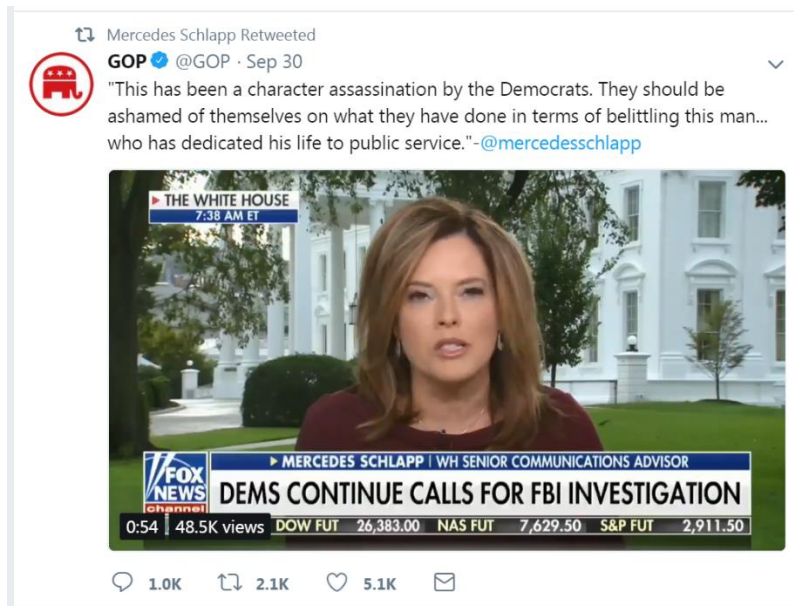 Mercedes Schlapp Retweeted
GOP @GOP · Sep 30
"This has been a character assassination by the Democrats. They should be
ashamed of themselves on what they have done in terms of belittling this man...
who has dedicated his life to public service."-@mercedesschlapp
THE WHITE HOUSE
7:38 AM ET
MERCEDES SCHLAPP | WH SENIOR COMMUNICATIONS ADVISOR
FOX
NEWS
channel
DEMS CONTINUE CALLS FOR FBI INVESTIGATION
0:54 48.5K views DOW FUT 26,383.00 NAS FUT 7,629.50 S&P FUT 2,911.50
1.0K 2.1K 5.1K